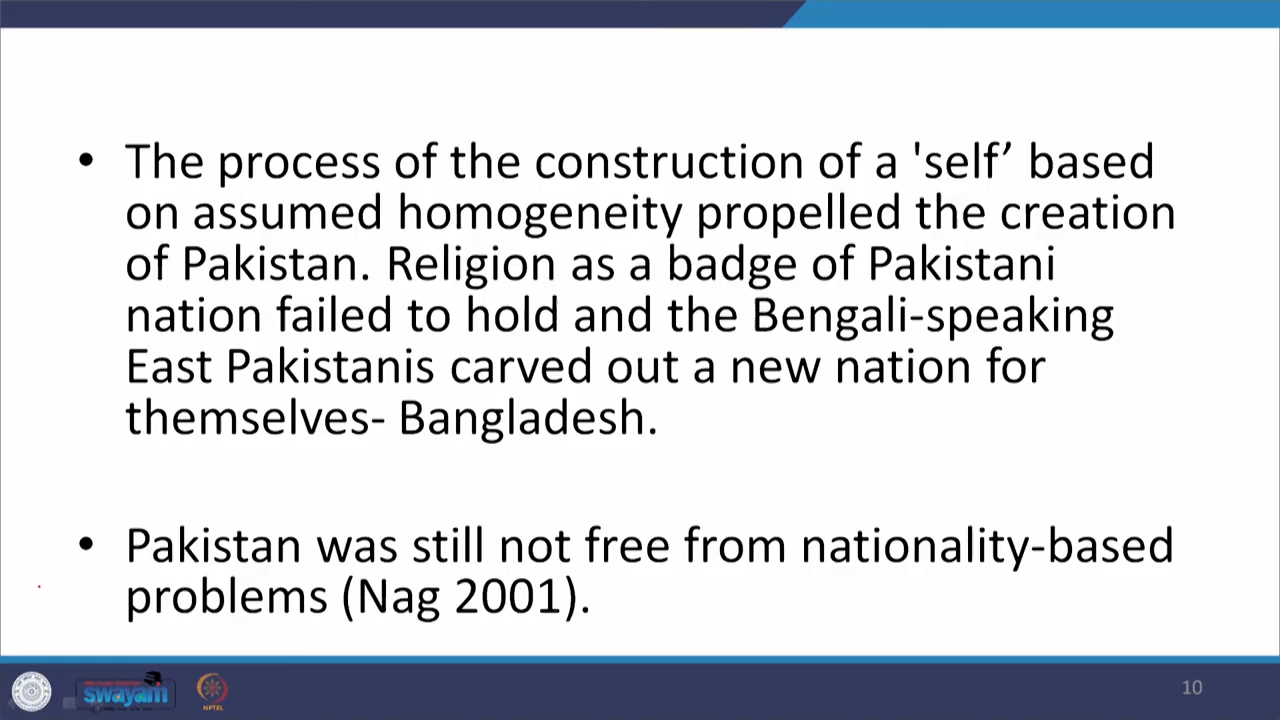 • The process of the construction of a 'self’ based
on assumed homogeneity propelled the creation
of Pakistan. Religion as a badge of Pakistani
nation failed to hold and the Bengali-speaking
East Pakistanis carved out a new nation for
themselves- Bangladesh.
• Pakistan was still not free from nationality-based
problems (Nag 2001).
swayam
NPTEL
10